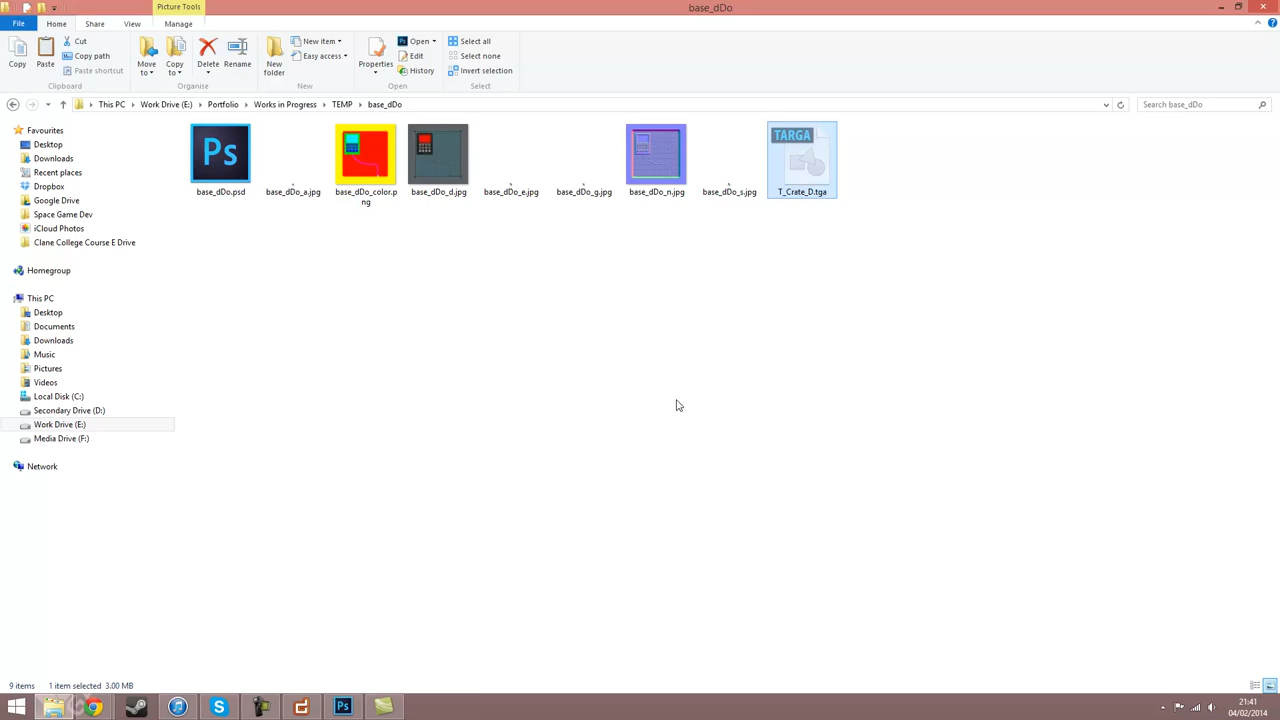 Picture Tools
base_dDo
File
Home
Share
View
Manage
Copy
Paste
Cut
Copy path
Paste shortcut
Clipboard
Move to
Copy to
Delete
Rename
Organise
New folder
New item
Easy access
New
Properties
Open
Edit
History
Open
Select all
Select none
Invert selection
Select
This PC
Work Drive (E:)
Portfolio
Works in Progress
TEMP
base_dDo
Search base_dDo
Favourites
Desktop
Downloads
Recent places
Dropbox
Google Drive
Space Game Dev
iCloud Photos
Clane College Course E Drive
Homegroup
This PC
Desktop
Documents
Downloads
Music
Pictures
Videos
Local Disk (C:)
Secondary Drive (D:)
Work Drive (E:)
Media Drive (F:)
Network
Ps
TARGA
base_dDo.psd
base_dDo_a.jpg
base_dDo_color.p
ng
base_dDo_d.jpg
base_dDo_e.jpg
base_dDo_g.jpg
base_dDo_n.jpg
base_dDo_s.jpg
T_Crate_D.tga
9 items
1 item selected 3.00 MB
Ps
21:41
04/02/2014